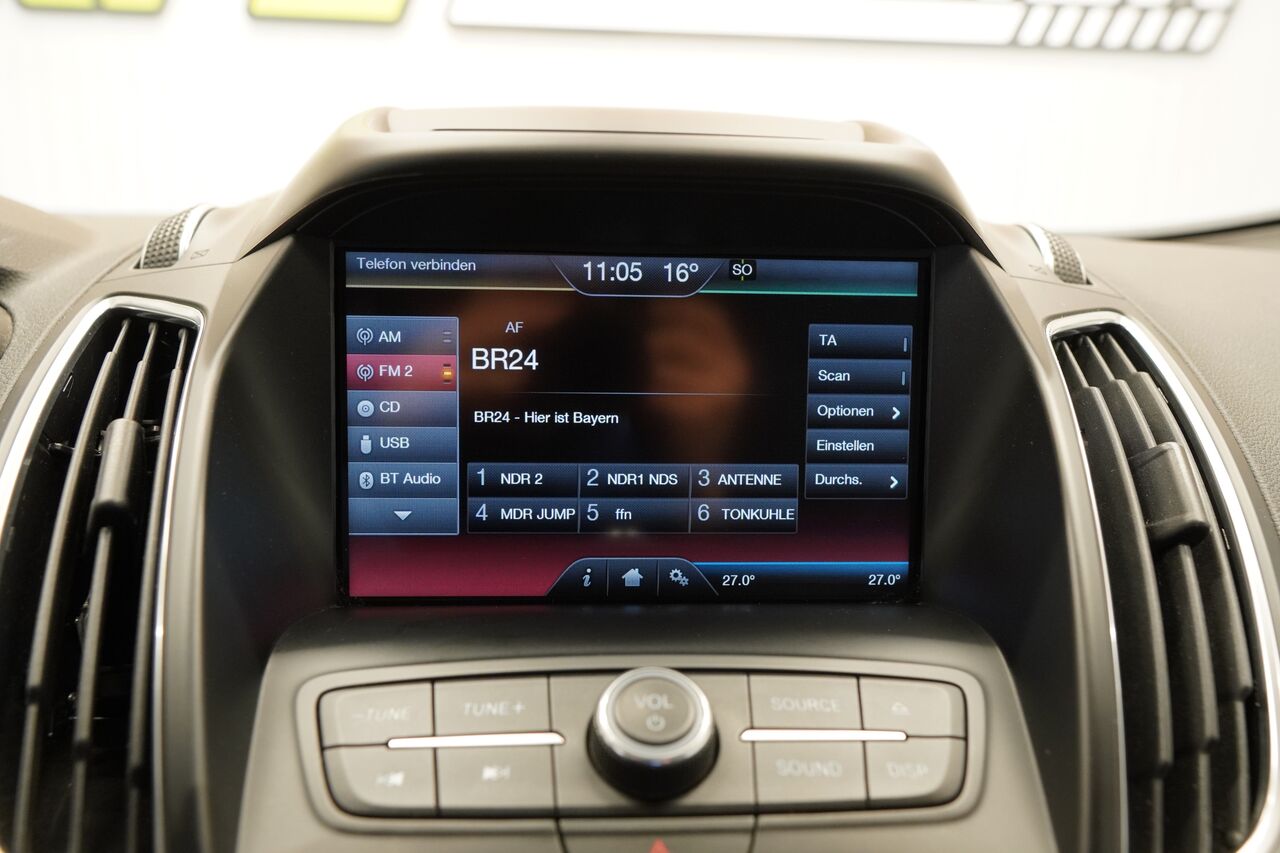 Telefon verbinden
11:05 16° SO
AM
FM 2
CD
USB
BT Audio
AF
BR24
BR24 - Hier ist Bayern
1 NDR 2 2 NDR1 NDS 3 ANTENNE
4 MDR JUMP 5 ffn 6 TONKUHLE
TA
Scan
Optionen
Einstellen
Durchs.
i
27.0° 27.0°
-TUNE TUNE+ VOL SOURCE
SOUND DISP